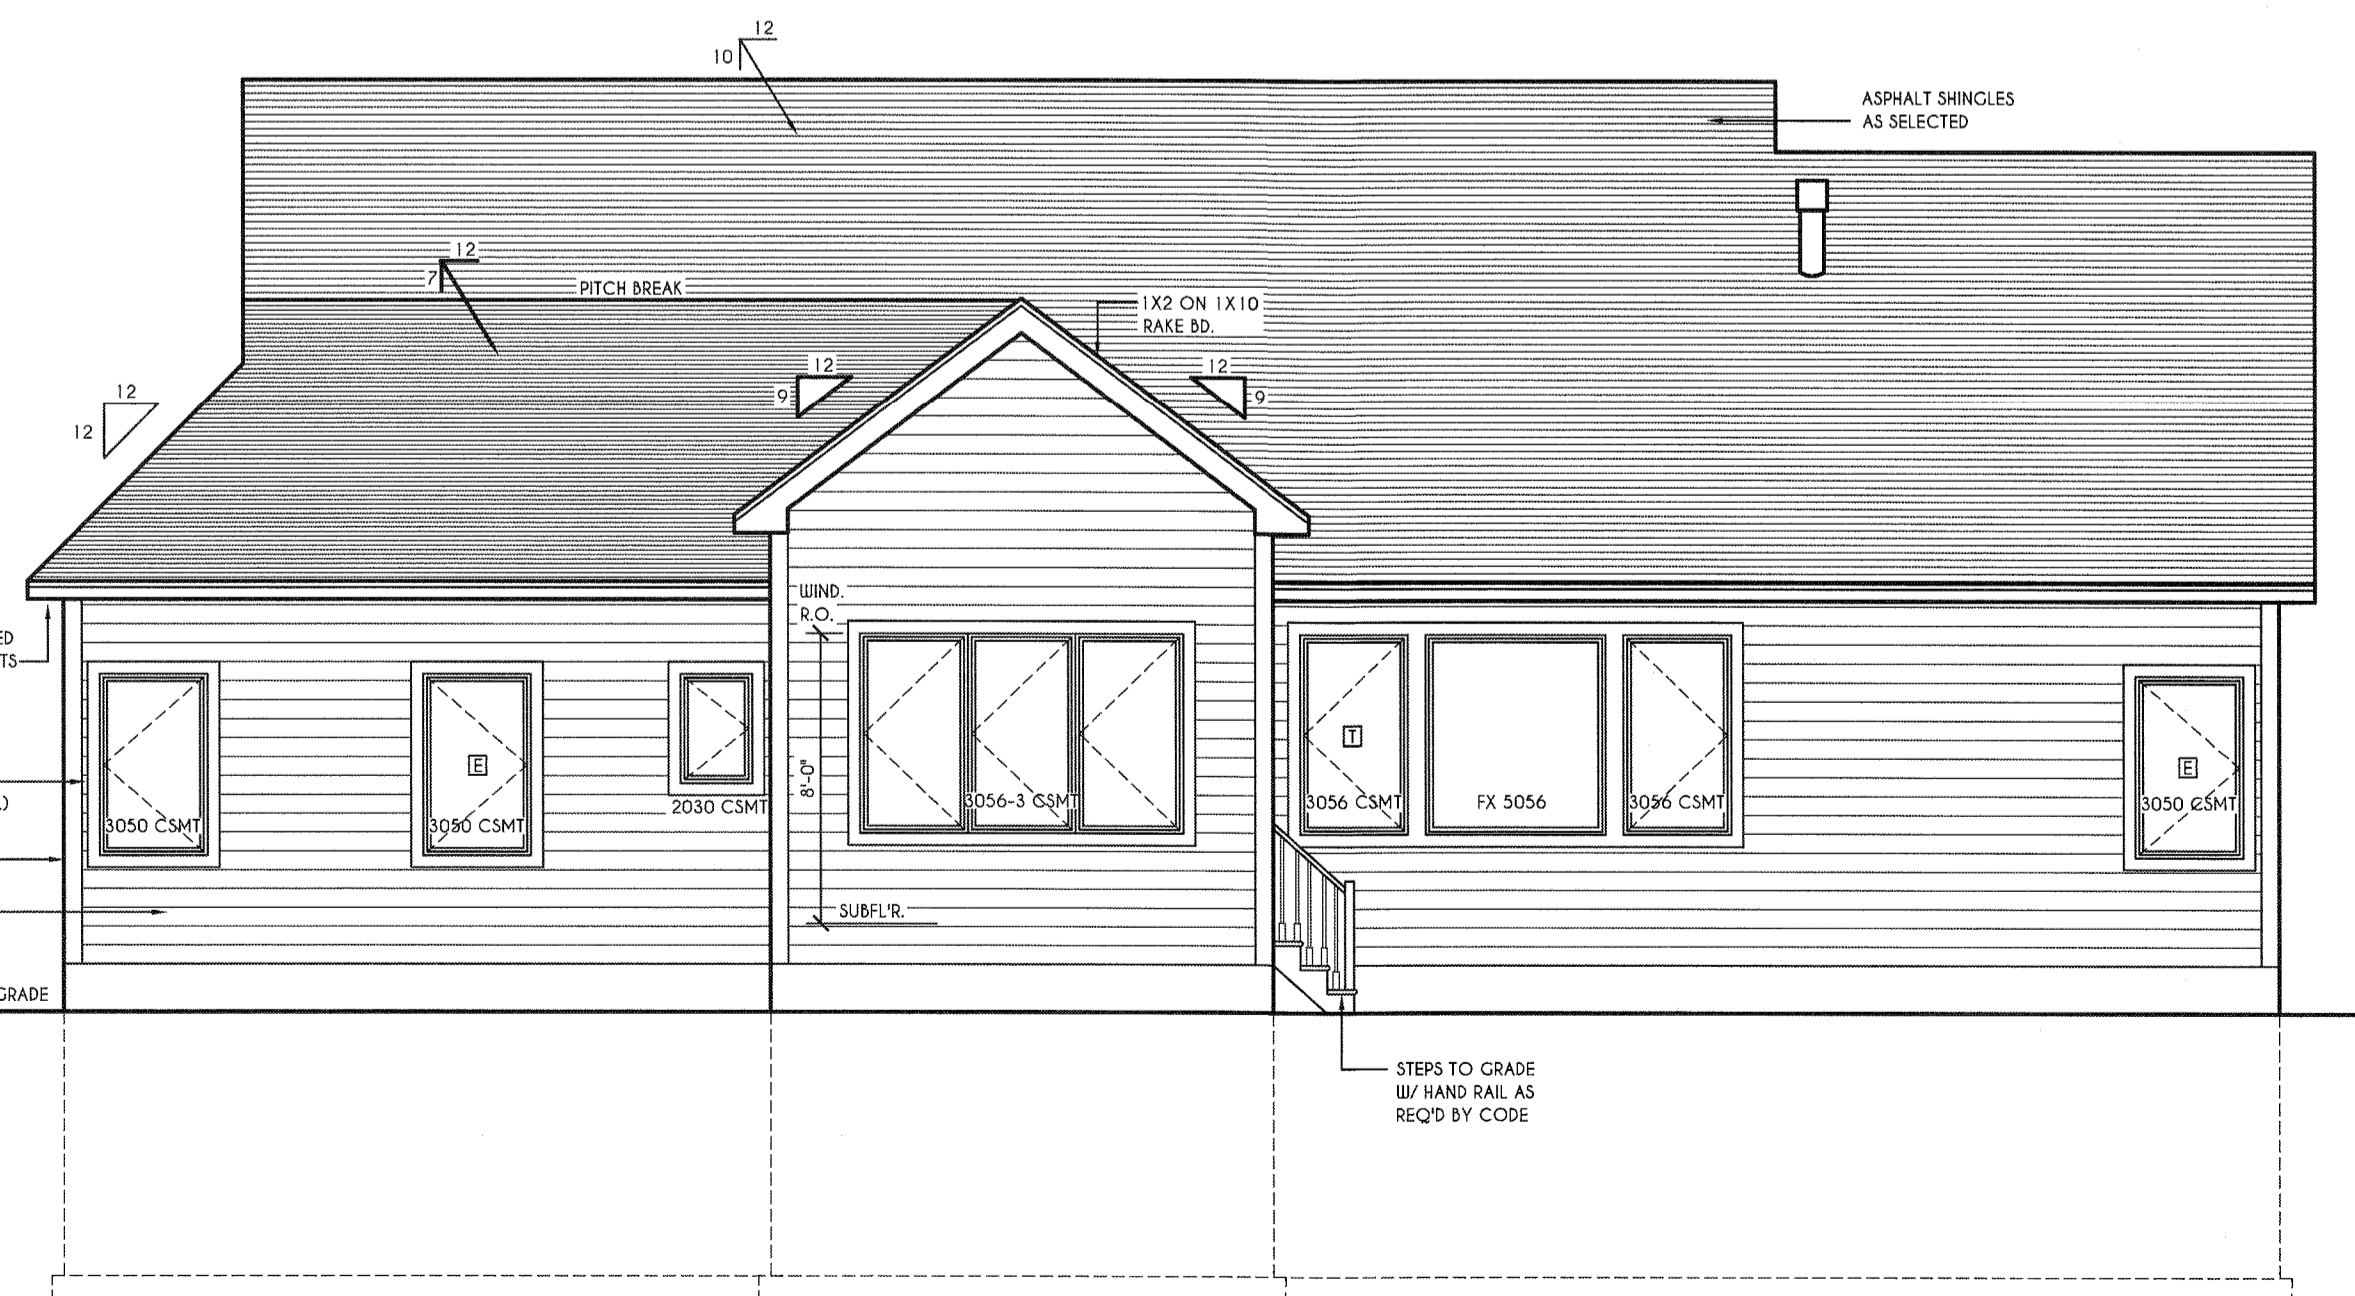 12
10
ASPHALT SHINGLES
AS SELECTED
12
7
PITCH BREAK
1X2 ON 1X10
RAKE BD.
12
9
12
9
12
12
WIND.
R.O.
ED
TS
8'-0"
T
E
E
3050 CSMT
3050 CSMT
2030 CSMT
3056-3 CSMT
3056 CSMT
FX 5056
3056 CSMT
3050 CSMT
.)
SUBFL'R.
GRADE
STEPS TO GRADE
W/ HAND RAIL AS
REQ'D BY CODE